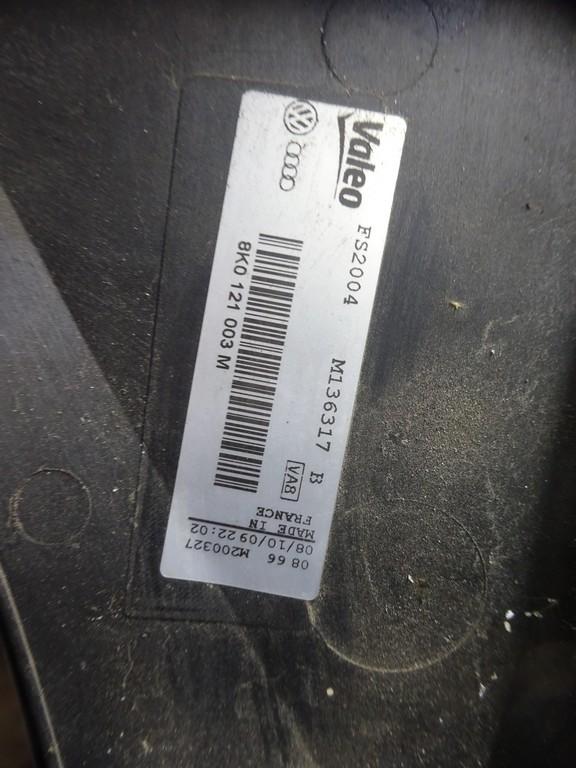 Valeo FS2004 M136317 B
VA8
8K0 121 003 M
MADE IN
FRANCE
08/10/09 22:02
M200327
08 66